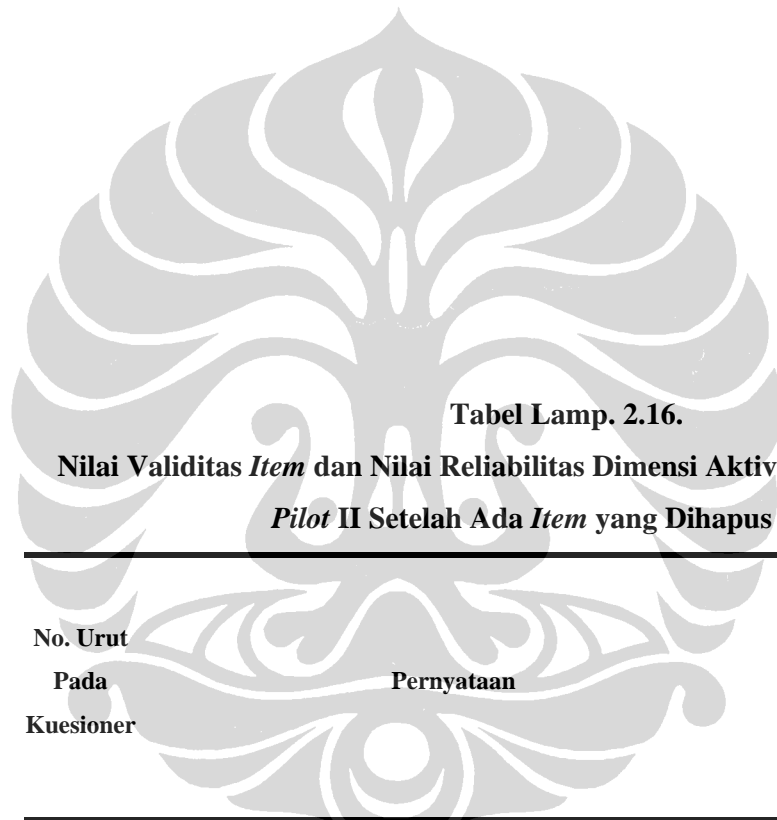 Tabel Lamp. 2.16.
Nilai Validitas Item dan Nilai Reliabilitas Dimensi Aktiv
Pilot II Setelah Ada Item yang Dihapus
No. Urut
Pada
Kuesioner
Pernyataan